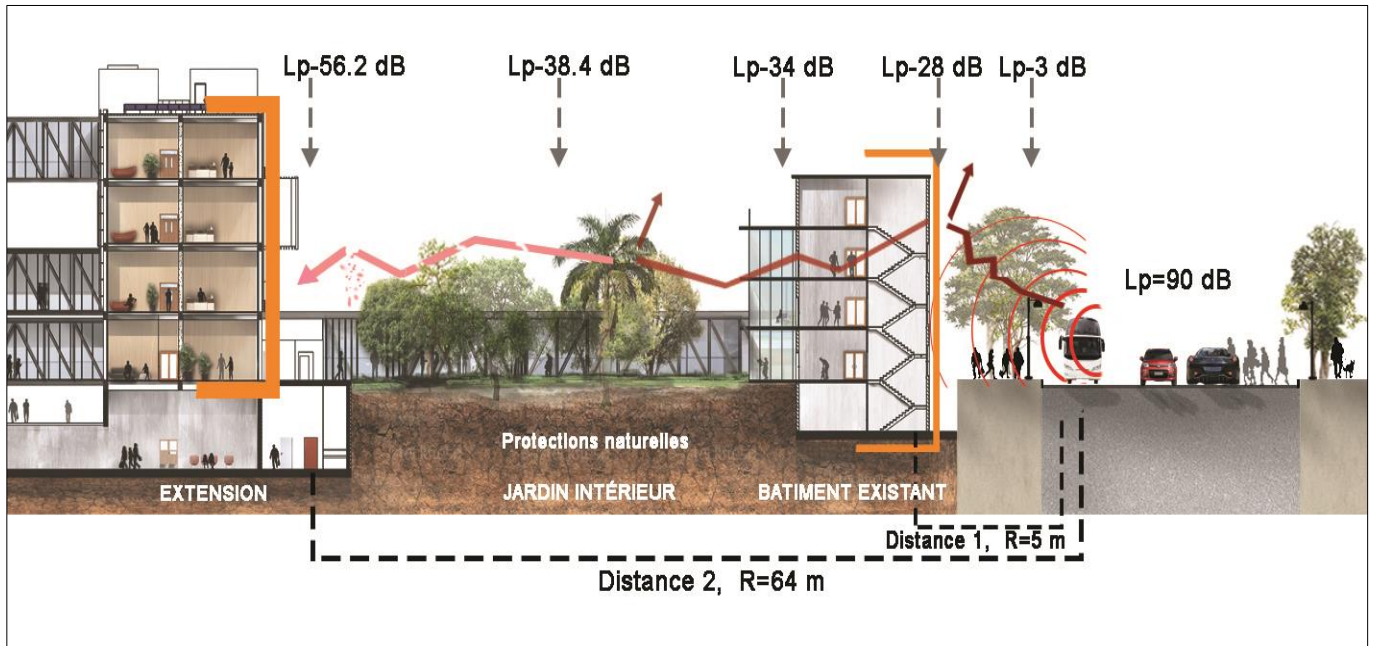 Lp-56.2 dB
Lp-38.4 dB
Lp-34 dB
Lp-28 dB
Lp-3 dB
Lp=90 dB
Protections naturelles
EXTENSION
JARDIN INTÉRIEUR
BATIMENT EXISTANT
Distance 1, R=5 m
Distance 2, R=64 m